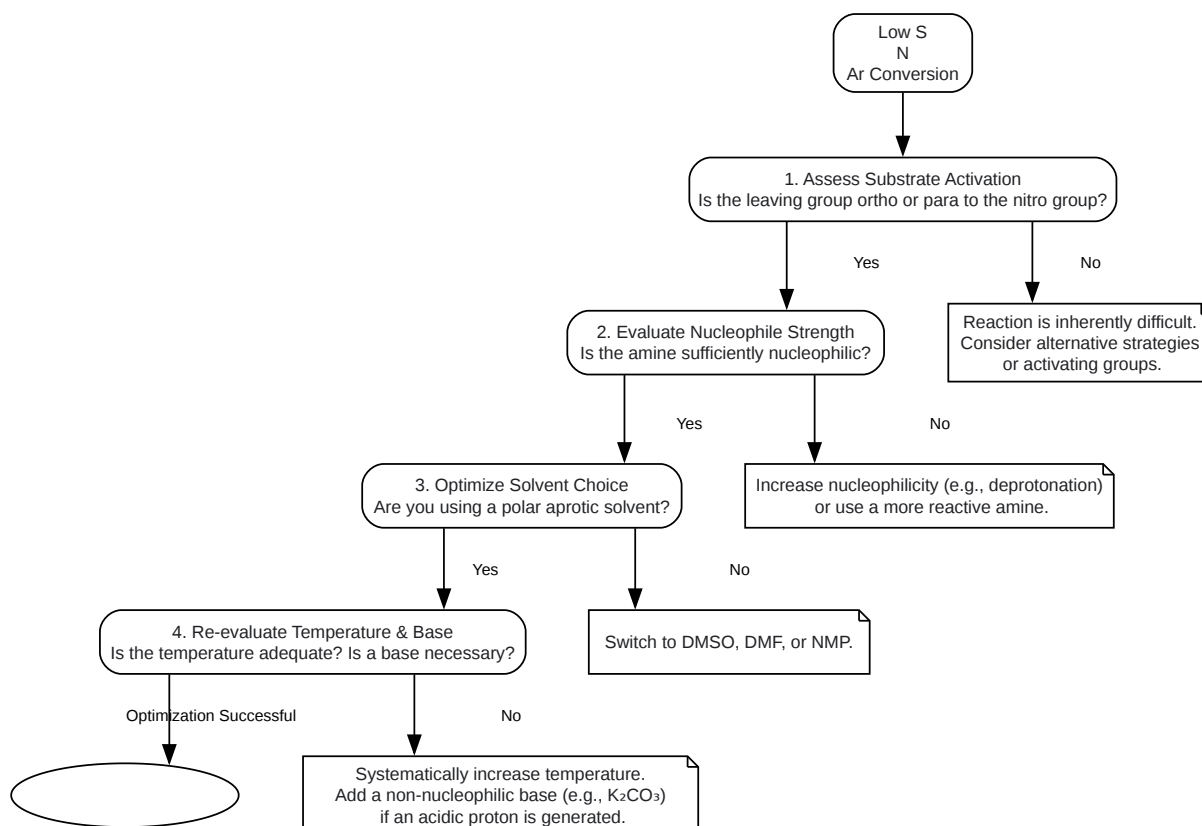 Low S
N
Ar Conversion
1. Assess Substrate Activation
Is the leaving group ortho or para to the nitro group?
Yes
No
2. Evaluate Nucleophile Strength
Is the amine sufficiently nucleophilic?
Reaction is inherently difficult.
Consider alternative strategies
or activating groups.
Yes
No
3. Optimize Solvent Choice
Are you using a polar aprotic solvent?
Increase nucleophilicity (e.g., deprotonation)
or use a more reactive amine.
Yes
No
4. Re-evaluate Temperature & Base
Is the temperature adequate? Is a base necessary?
Switch to DMSO, DMF, or NMP.
Optimization Successful
No
Systematically increase temperature.
Add a non-nucleophilic base (e.g., K₂CO₃)
if an acidic proton is generated.